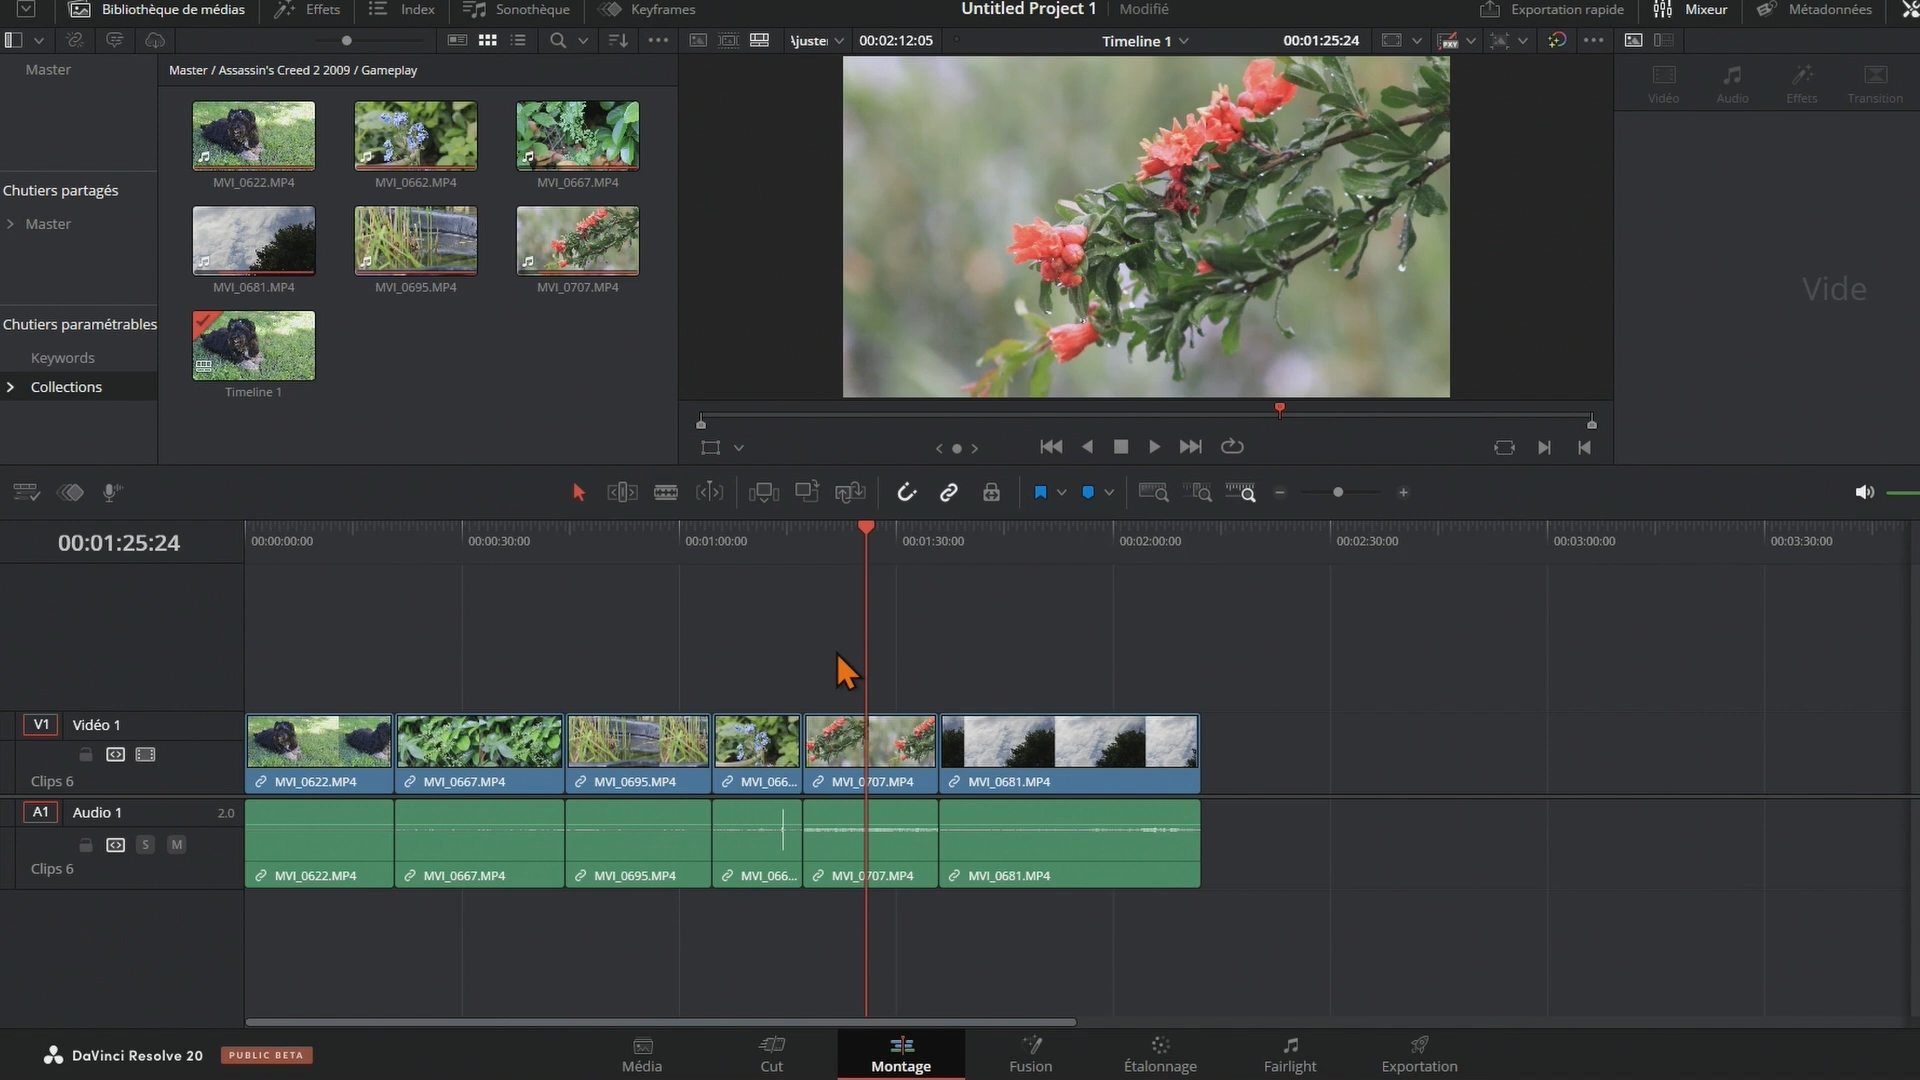 Bibliothèque de médias
Effets
Index
Sonothèque
Keyframes
Untitled Project 1
Modifié
Exportation rapide
Mixeur
Métadonnées
00:02:12:05
Timeline 1
00:01:25:24
Master
Master / Assassin's Creed 2 2009 / Gameplay
Vidéo
Audio
Effets
Transition
Chutiers partagés
Master
MVI_0622.MP4
MVI_0662.MP4
MVI_0667.MP4
MVI_0681.MP4
MVI_0695.MP4
MVI_0707.MP4
Vide
Chutiers paramétrables
Keywords
Collections
Timeline 1
00:01:25:24
00:00:00:00
00:00:30:00
00:01:00:00
00:01:30:00
00:02:00:00
00:02:30:00
00:03:00:00
00:03:30:00
V1
Vidéo 1
Clips 6
MVI_0622.MP4
MVI_0667.MP4
MVI_0695.MP4
MVI_066...
MVI_0707.MP4
MVI_0681.MP4
A1
Audio 1
2.0
S
M
Clips 6
MVI_0622.MP4
MVI_0667.MP4
MVI_0695.MP4
MVI_066...
MVI_0707.MP4
MVI_0681.MP4
DaVinci Resolve 20
PUBLIC BETA
Média
Cut
Montage
Fusion
Étalonnage
Fairlight
Exportation